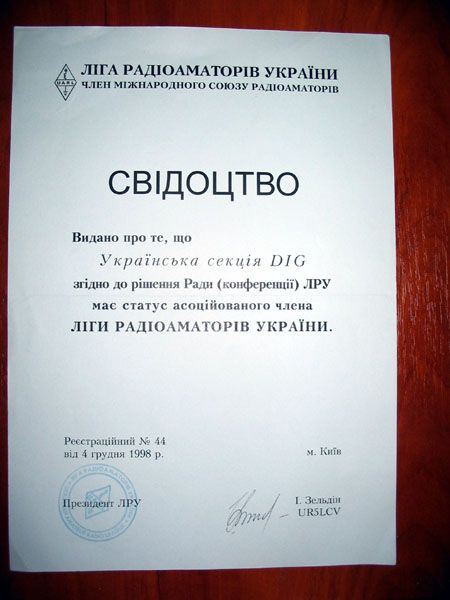 UARL
ЛІГА РАДІОАМАТОРІВ УКРАЇНИ
ЧЛЕН МІЖНАРОДНОГО СОЮЗУ РАДІОАМАТОРІВ
СВІДОЦТВО
Видано про те, що
Українська секція DIG
згідно до рішення Ради (конференції) ЛРУ
має статус асоційованого члена
ЛІГИ РАДІОАМАТОРІВ УКРАЇНИ.
Реєстраційний № 44
від 4 грудня 1998 р.
м. Київ
Президент ЛРУ
І. Зельдін
UR5LCV